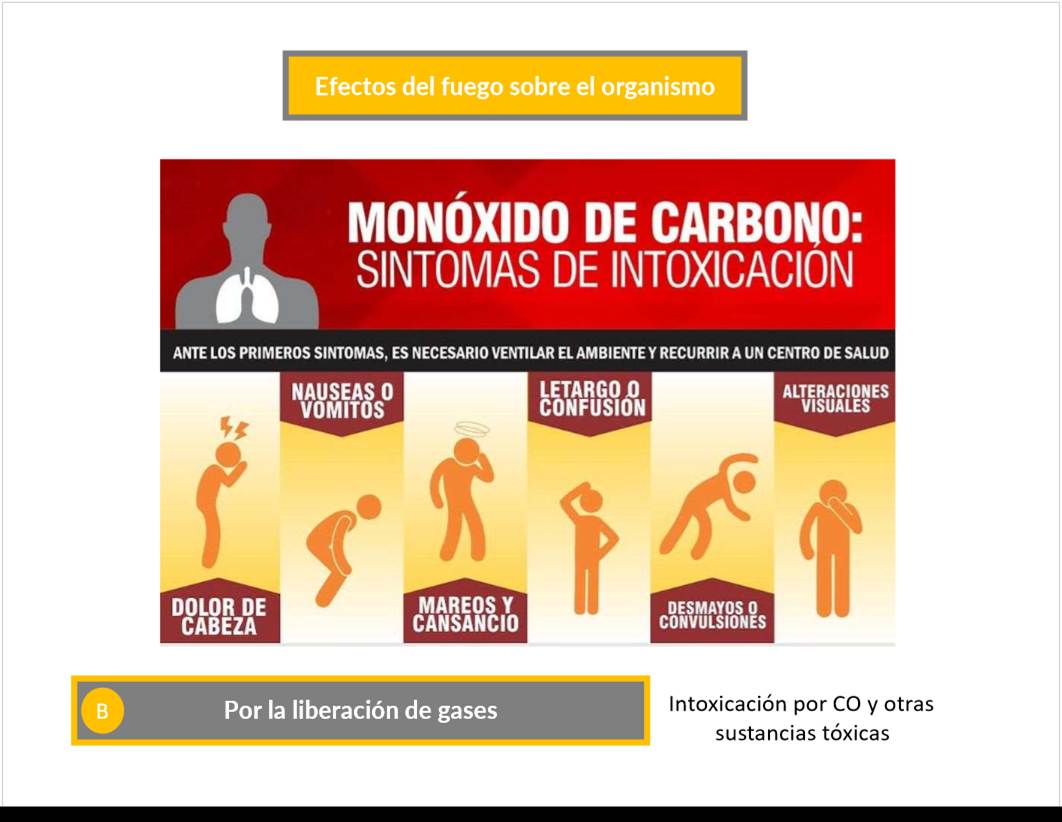 Efectos del fuego sobre el organismo
MONÓXIDO DE CARBONO:
SINTOMAS DE INTOXICACIÓN
ANTE LOS PRIMEROS SINTOMAS, ES NECESARIO VENTILAR EL AMBIENTE Y RECURRIR A UN CENTRO DE SALUD
DOLOR DE
CABEZA
NAUSEAS O
VÓMITOS
MAREOS Y
CANSANCIO
LETARGO O
CONFUSIÓN
DESMAYOS O
CONVULSIONES
ALTERACIONES
VISUALES
B
Por la liberación de gases
Intoxicación por CO y otras
sustancias tóxicas